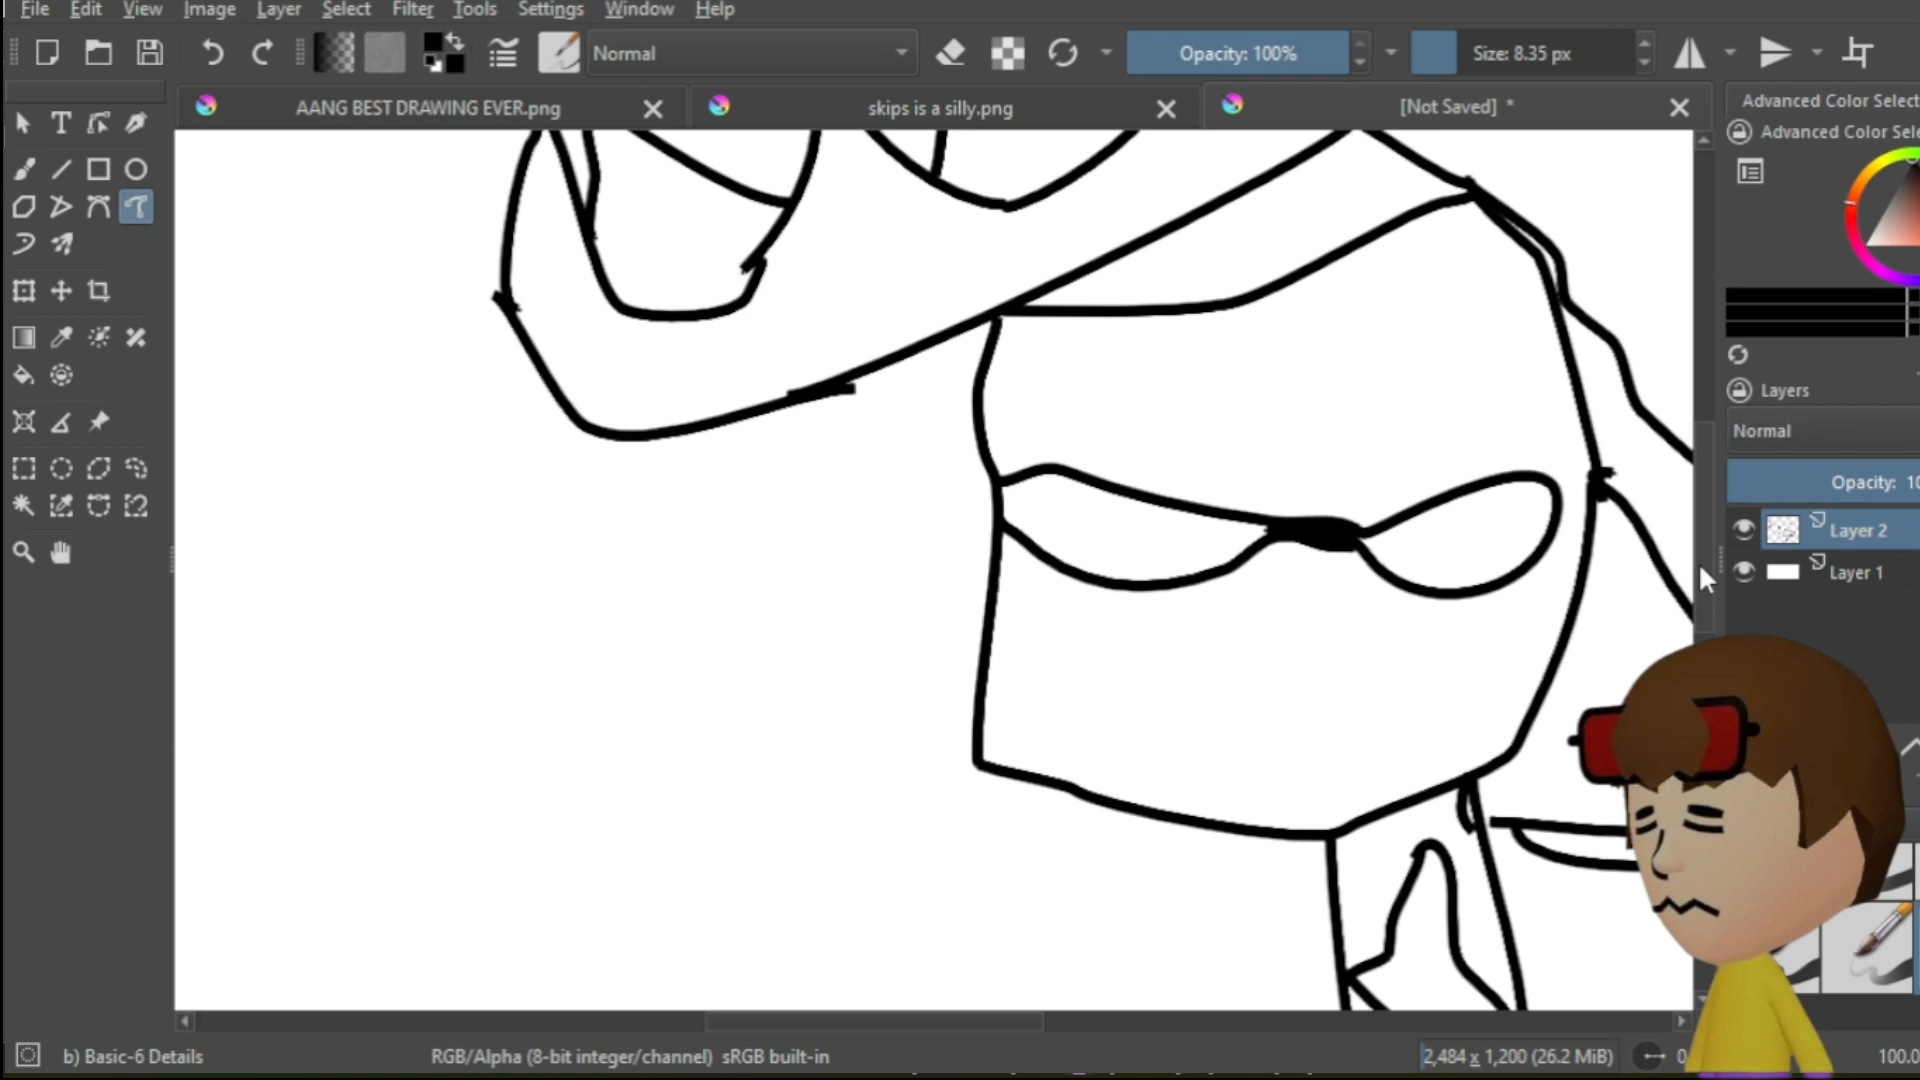 File Edit View Image Layer Select Filter Tools Settings Window Help
Normal Opacity: 100% Size: 8.35 px
AANG BEST DRAWING EVER.png skips is a silly.png [Not Saved] *
Advanced Color Select
Advanced Color Sele
Layers
Normal
Opacity: 10
Layer 2
Layer 1
b) Basic-6 Details RGB/Alpha (8-bit integer/channel) sRGB built-in 2,484 x 1,200 (26.2 MiB) 0 100.0